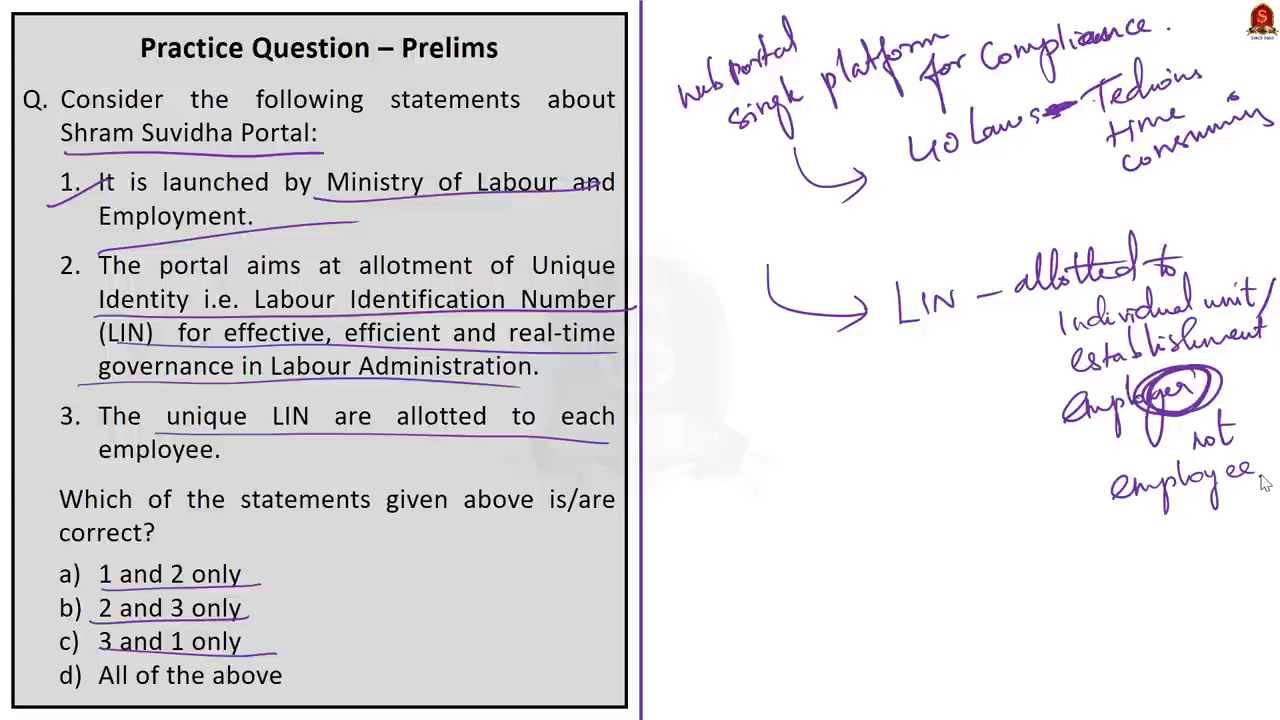 Practice Question – Prelims
Q. Consider the following statements about
Shram Suvidha Portal:
1. It is launched by Ministry of Labour and
Employment.
2. The portal aims at allotment of Unique
Identity i.e. Labour Identification Number
(LIN) for effective, efficient and real-time
governance in Labour Administration.
3. The unique LIN are allotted to each
employee.
Which of the statements given above is/are
correct?
a) 1 and 2 only
b) 2 and 3 only
c) 3 and 1 only
d) All of the above
web portal
single platform
for Compliance.
40 Laws - Tedious
time
consuming
LIN – allotted to
Individual unit/
establishment
employer
not
employee